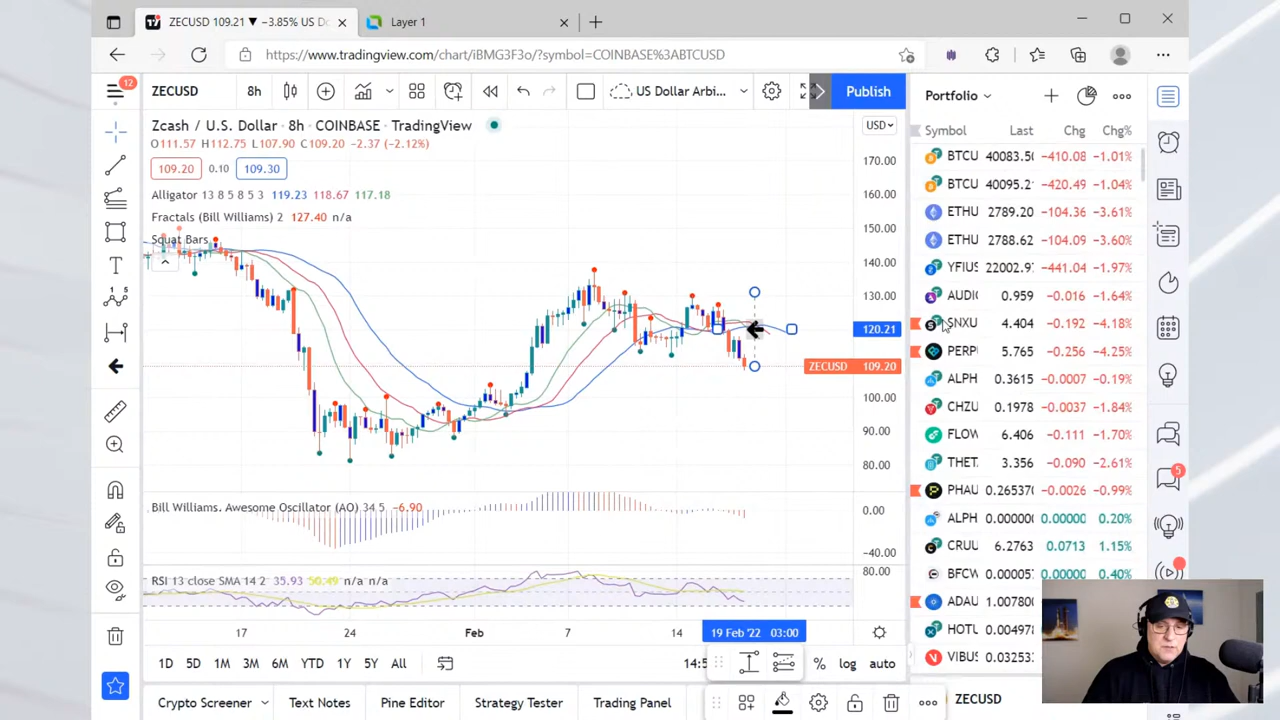 ZECUSD 109.21 ▼ −3.85% US Do
Layer 1
https://www.tradingview.com/chart/iBMG3F3o/?symbol=COINBASE%3ABTCUSD
12
ZECUSD
8h
US Dollar Arbi...
Publish
Portfolio
Zcash / U.S. Dollar · 8h · COINBASE · TradingView
USD
O111.57 H112.75 L107.90 C109.20 −2.37 (−2.12%)
109.20 0.10 109.30
Alligator 13 8 5 8 5 3 119.23 118.67 117.18
Fractals (Bill Williams) 2 127.40 n/a
Squat Bars
170.00
160.00
150.00
140.00
130.00
120.21
ZECUSD 109.20
100.00
90.00
80.00
Bill Williams. Awesome Oscillator (AO) 34 5 −6.90
0.00
−40.00
RSI 13 close SMA 14 2 35.93 50.49 n/a n/a
80.00
17 24 Feb 7 14 19 Feb '22 03:00
1D 5D 1M 3M 6M YTD 1Y 5Y All
14:5
% log auto
Crypto Screener
Text Notes
Pine Editor
Strategy Tester
Trading Panel
Symbol Last Chg Chg%
BTCU 40083.50 −410.08 −1.01%
BTCU 40095.2 −420.49 −1.04%
ETHU 2789.20 −104.36 −3.61%
ETHU 2788.62 −104.09 −3.60%
YFIUS 22002.97 −441.04 −1.97%
AUDI 0.959 −0.016 −1.64%
SNXU 4.404 −0.192 −4.18%
PERP 5.765 −0.256 −4.25%
ALPH 0.3615 −0.0007 −0.19%
CHZU 0.1978 −0.0037 −1.84%
FLOW 6.406 −0.111 −1.70%
THET 3.356 −0.090 −2.61%
PHAU 0.265370 −0.0026 −0.99%
ALPH 0.00000 0.00000 0.20%
CRUU 6.2763 0.0713 1.15%
BFCW 0.000005 0.00000 0.40%
ADAU 1.007800
HOTU 0.004978
VIBUS 0.03253
ZECUSD
5